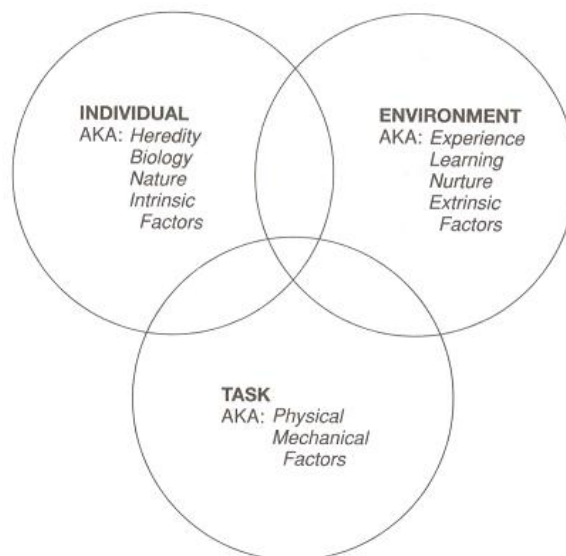 INDIVIDUAL
AKA: Heredity
Biology
Nature
Intrinsic
Factors
ENVIRONMENT
AKA: Experience
Learning
Nurture
Extrinsic
Factors
TASK
AKA: Physical
Mechanical
Factors